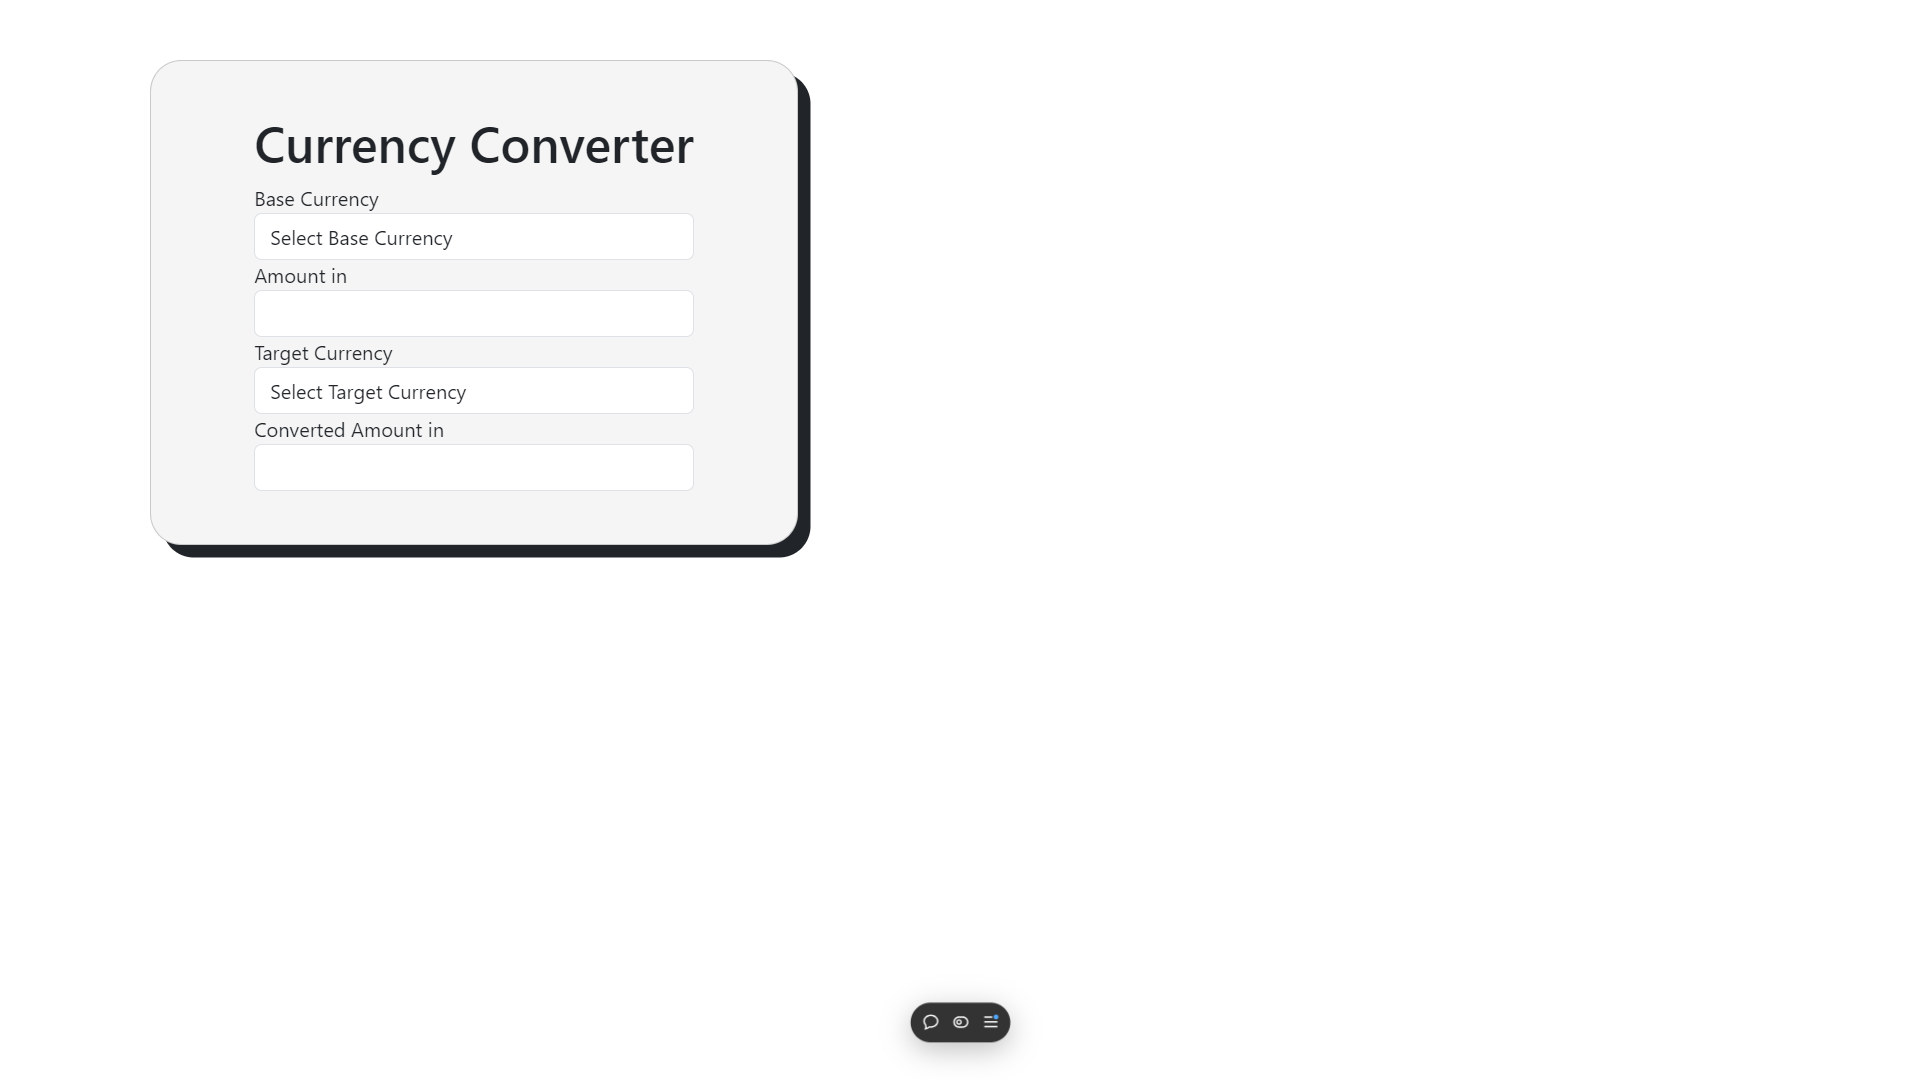 Currency Converter
Base Currency
Select Base Currency
Amount in
Target Currency
Select Target Currency
Converted Amount in